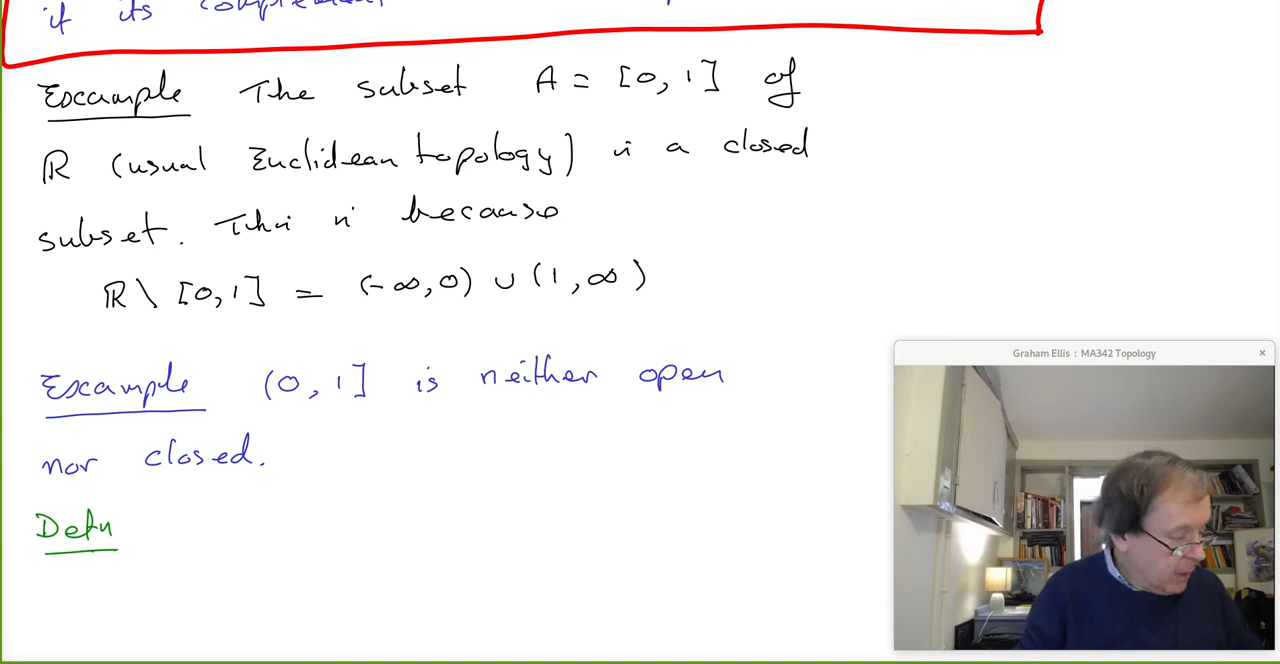 if its complement
Example The subset A = [0, 1] of
ℝ (usual Euclidean topology) is a closed
subset. This is because
ℝ \ [0, 1] = (-∞, 0) ∪ (1, ∞)
Example (0, 1] is neither open
nor closed.
Defn
Graham Ellis : MA342 Topology